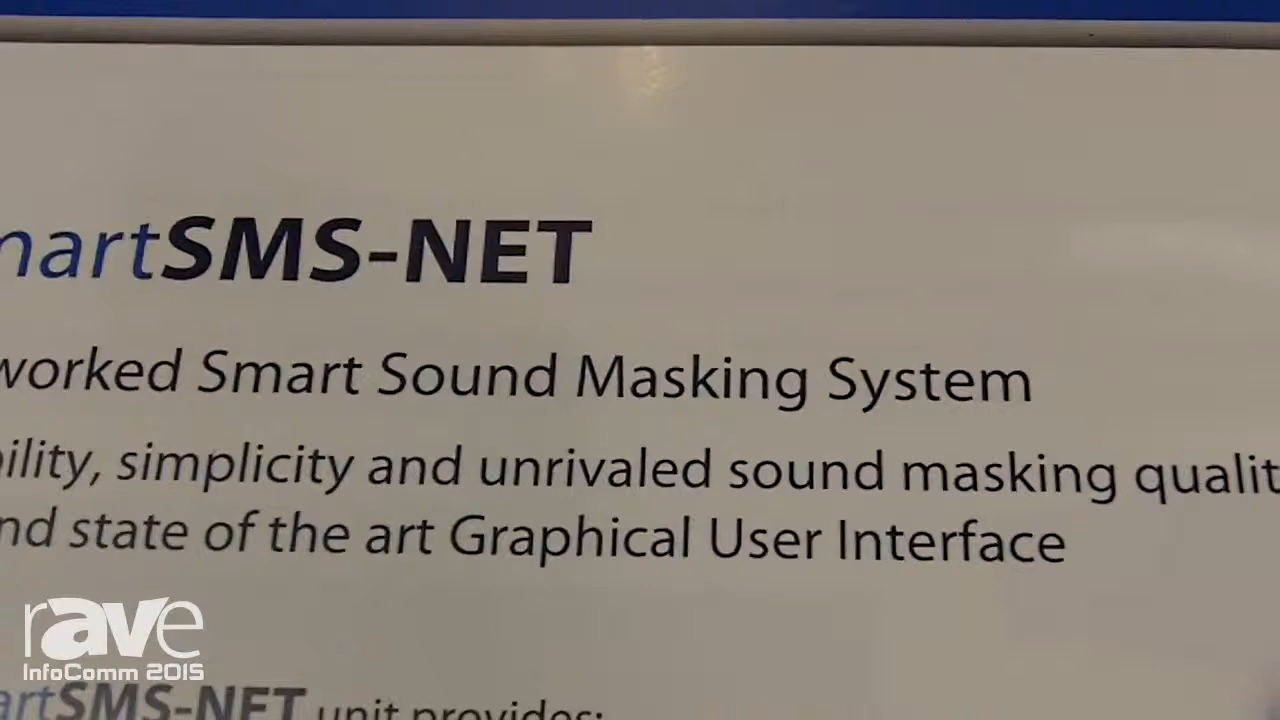 martSMS-NET
worked Smart Sound Masking System
ility, simplicity and unrivaled sound masking qualit
nd state of the art Graphical User Interface
rave
InfoComm 2015
artSMS-NET unit provides: